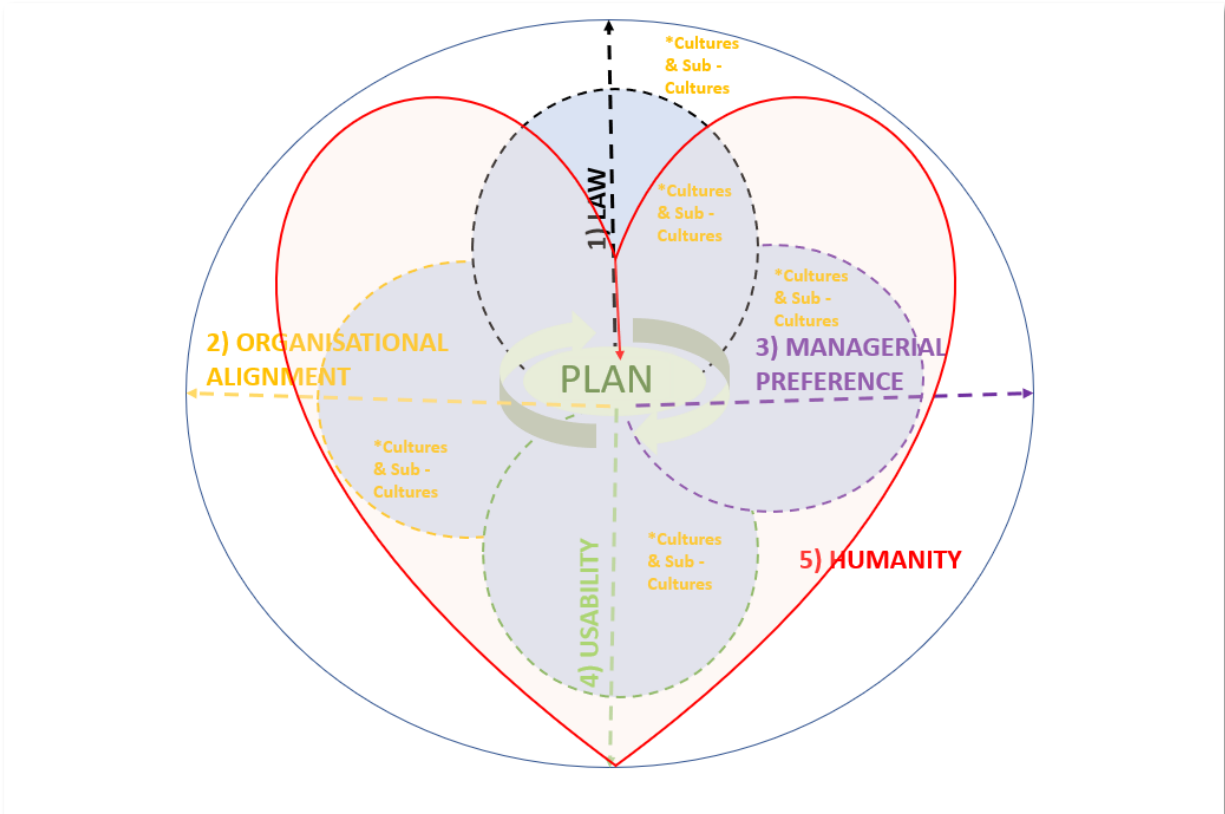 *Cultures
& Sub -
Cultures
1) LAW
*Cultures
& Sub -
Cultures
*Cultures
& Sub -
Cultures
2) ORGANISATIONAL
ALIGNMENT
3) MANAGERIAL
PREFERENCE
PLAN
*Cultures
& Sub -
Cultures
4) USABILITY
*Cultures
& Sub -
Cultures
5) HUMANITY